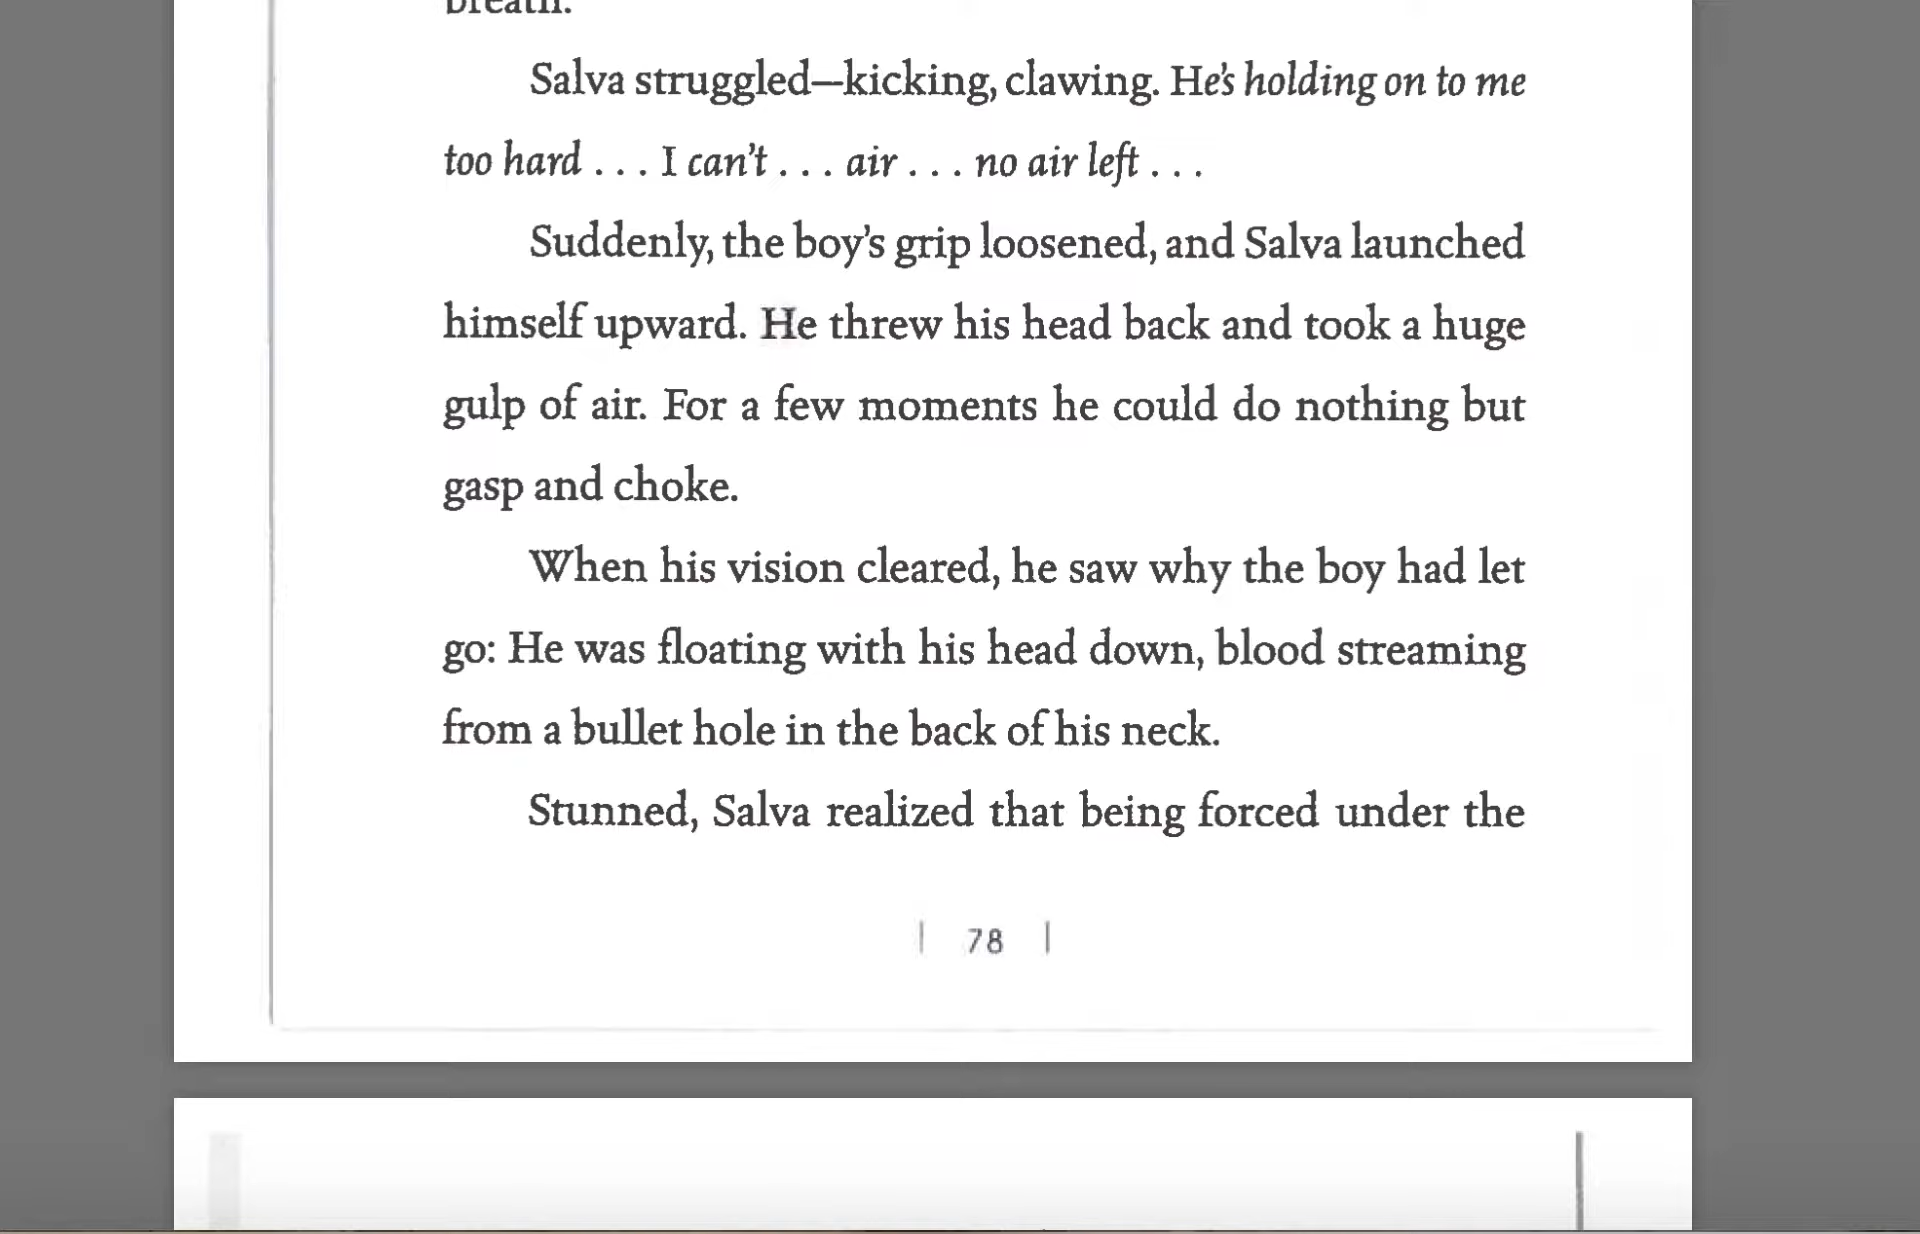 breath.
Salva struggled—kicking, clawing. He's holding on to me
too hard . . . I can't . . . air . . . no air left . . .
Suddenly, the boy's grip loosened, and Salva launched
himself upward. He threw his head back and took a huge
gulp of air. For a few moments he could do nothing but
gasp and choke.
When his vision cleared, he saw why the boy had let
go: He was floating with his head down, blood streaming
from a bullet hole in the back of his neck.
Stunned, Salva realized that being forced under the
| 78 |